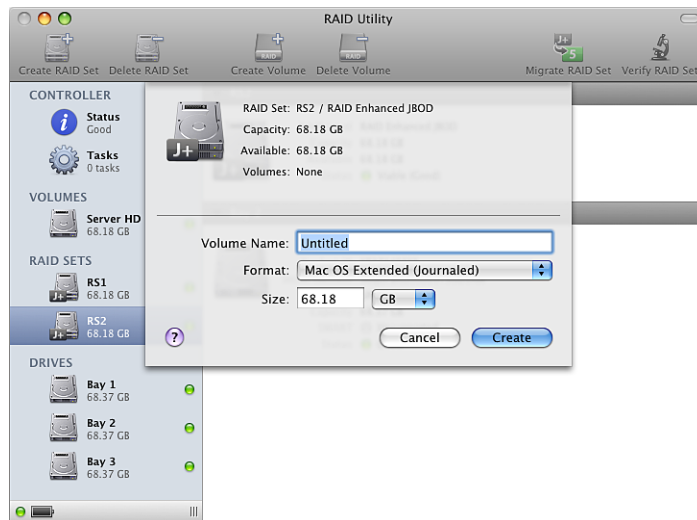 RAID Utility
Create RAID Set Delete RAID Set Create Volume Delete Volume Migrate RAID Set Verify RAID Set
CONTROLLER
Status
Good
Tasks
0 tasks
VOLUMES
Server HD
68.18 GB
RAID SETS
RS1
68.18 GB
RS2
68.18 GB
DRIVES
Bay 1
68.37 GB
Bay 2
68.37 GB
Bay 3
68.37 GB
RAID Set: RS2 / RAID Enhanced JBOD
Capacity: 68.18 GB
Available: 68.18 GB
Volumes: None
Volume Name: Untitled
Format: Mac OS Extended (Journaled)
Size: 68.18 GB
? Cancel Create